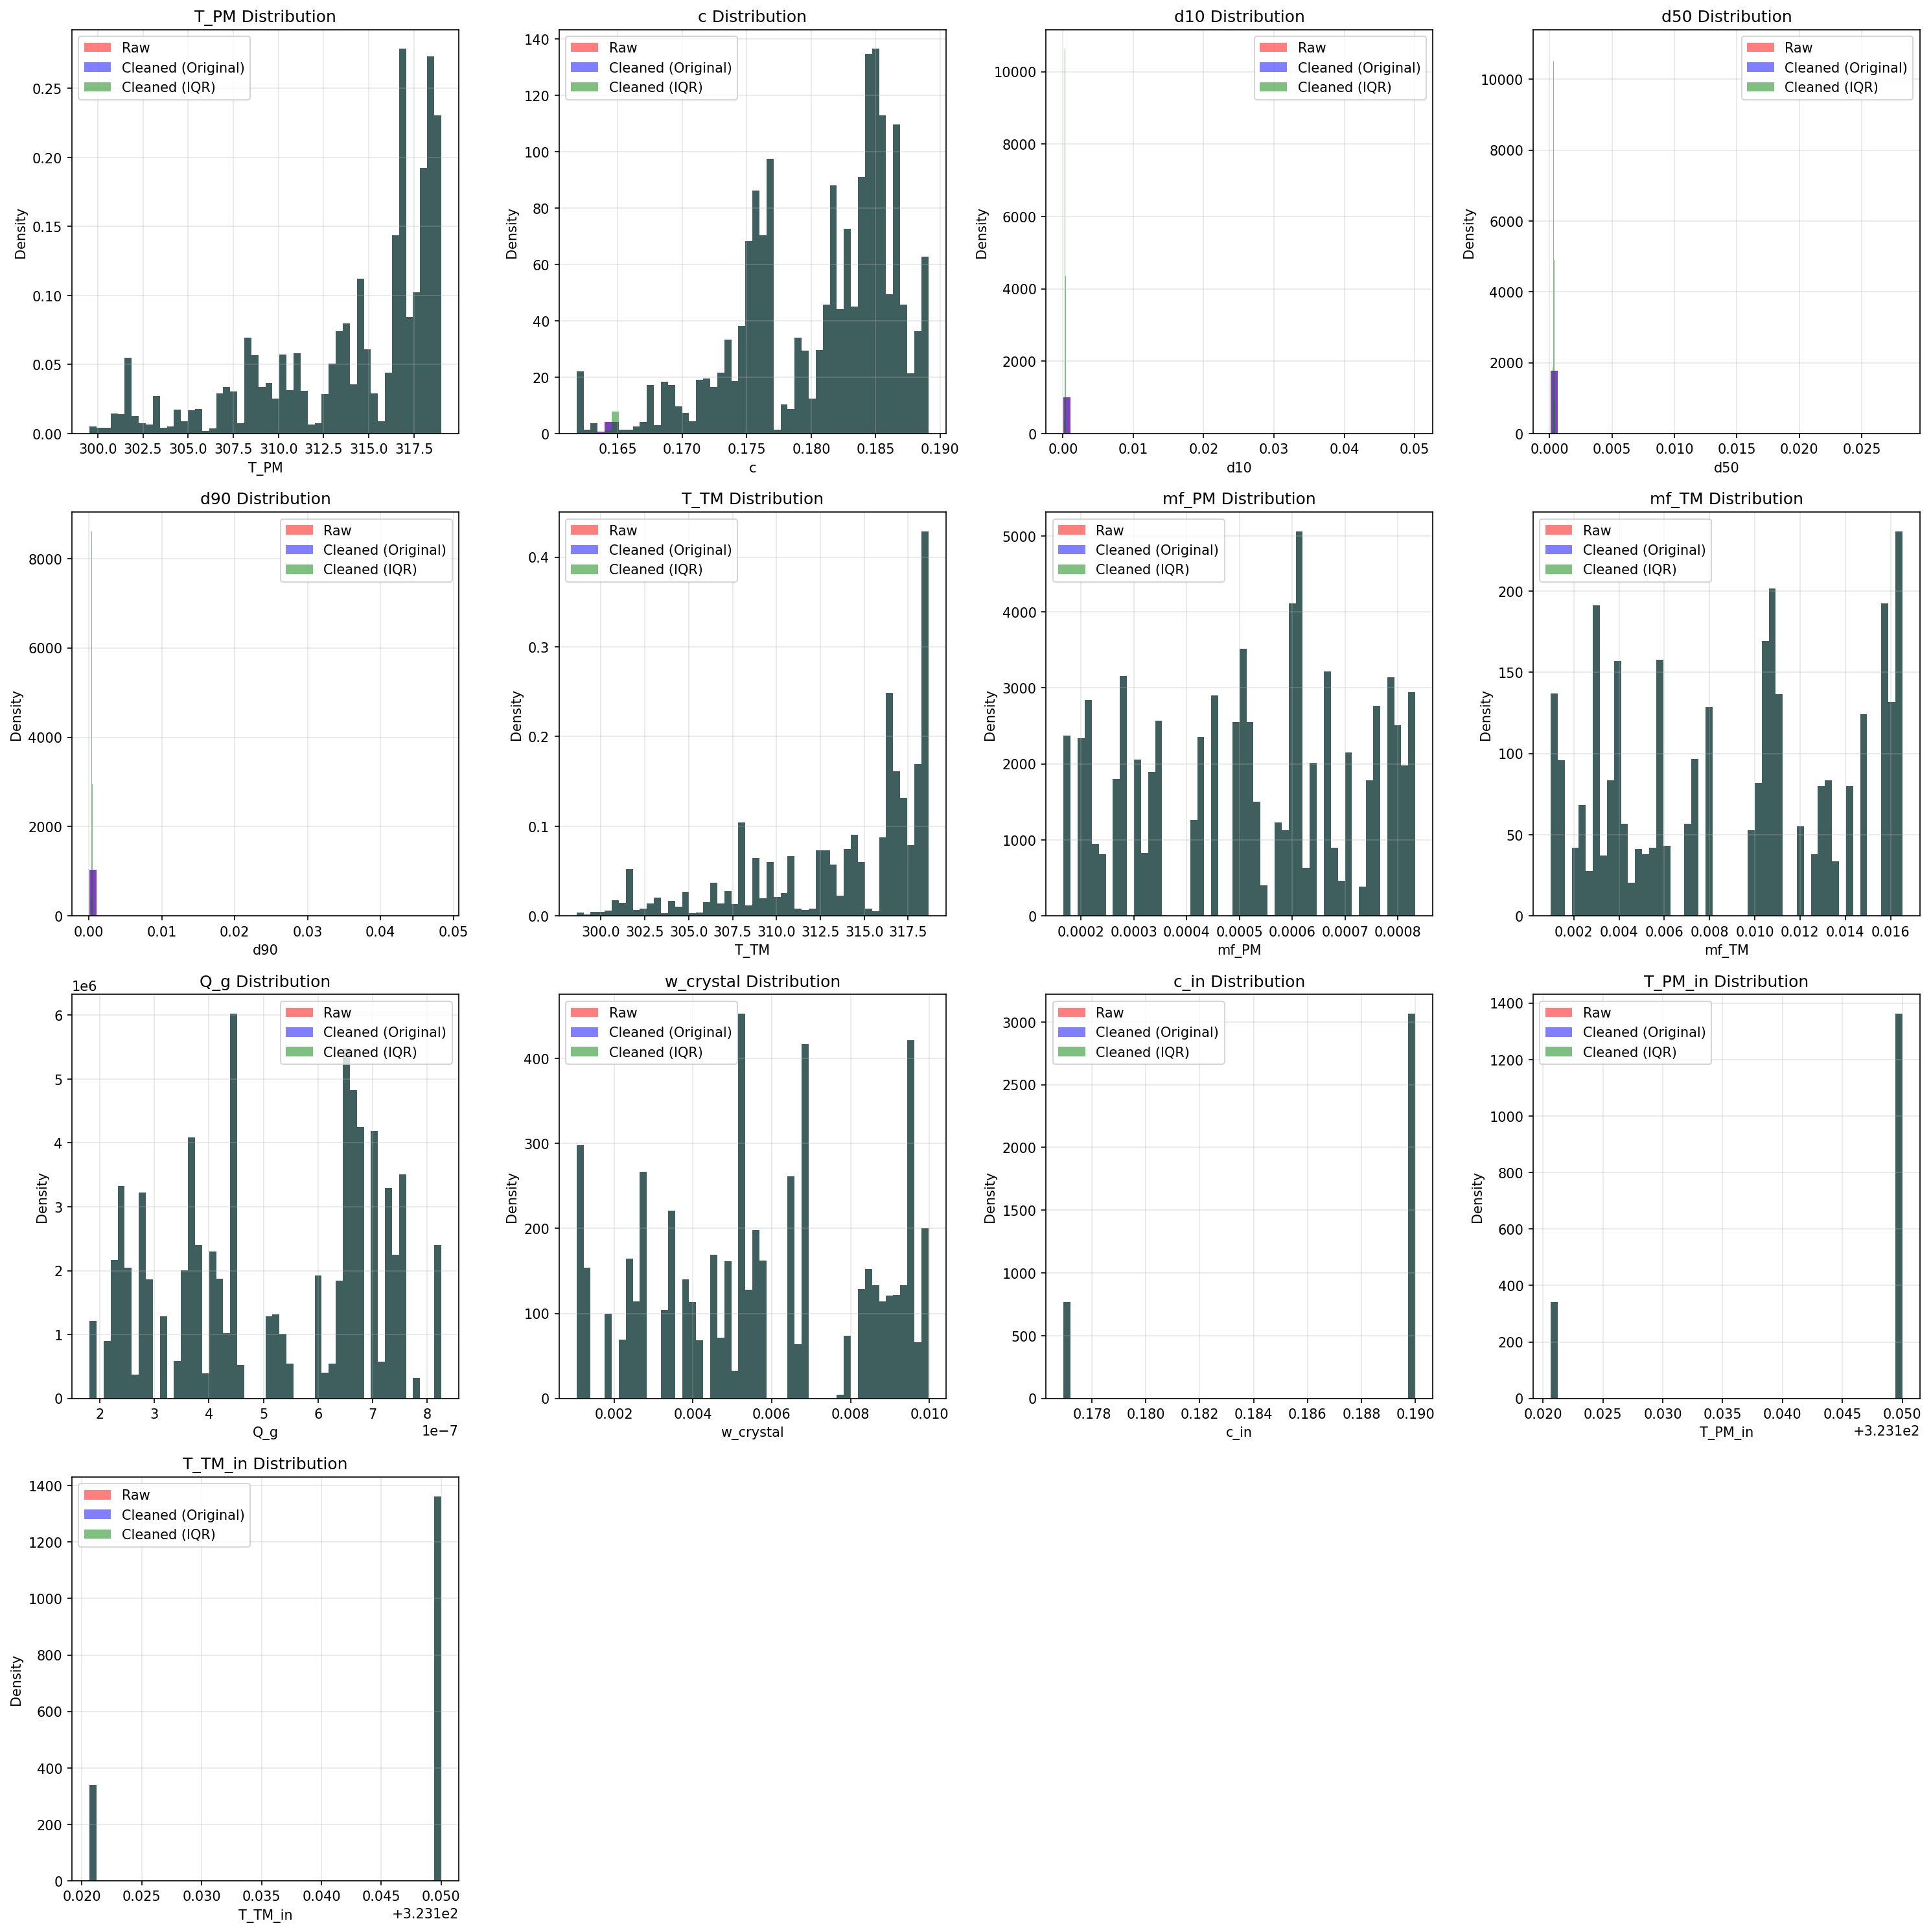 T_PM Distribution
Raw
Cleaned (Original)
Cleaned (IQR)
0.25
0.20
0.15
0.10
0.05
0.00
Density
300.0 302.5 305.0 307.5 310.0 312.5 315.0 317.5
T_PM
c Distribution
Raw
Cleaned (Original)
Cleaned (IQR)
140
120
100
80
60
40
20
0
Density
0.165 0.170 0.175 0.180 0.185 0.190
c
d10 Distribution
Raw
Cleaned (Original)
Cleaned (IQR)
10000
8000
6000
4000
2000
0
Density
0.00 0.01 0.02 0.03 0.04 0.05
d10
d50 Distribution
Raw
Cleaned (Original)
Cleaned (IQR)
10000
8000
6000
4000
2000
0
Density
0.000 0.005 0.010 0.015 0.020 0.025
d50
d90 Distribution
Raw
Cleaned (Original)
Cleaned (IQR)
8000
6000
4000
2000
0
Density
0.00 0.01 0.02 0.03 0.04 0.05
d90
T_TM Distribution
Raw
Cleaned (Original)
Cleaned (IQR)
0.4
0.3
0.2
0.1
0.0
Density
300.0 302.5 305.0 307.5 310.0 312.5 315.0 317.5
T_TM
mf_PM Distribution
Raw
Cleaned (Original)
Cleaned (IQR)
5000
4000
3000
2000
1000
0
Density
0.0002 0.0003 0.0004 0.0005 0.0006 0.0007 0.0008
mf_PM
mf_TM Distribution
Raw
Cleaned (Original)
Cleaned (IQR)
200
150
100
50
0
Density
0.002 0.004 0.006 0.008 0.010 0.012 0.014 0.016
mf_TM
Q_g Distribution
1e6
Raw
Cleaned (Original)
Cleaned (IQR)
6
5
4
3
2
1
0
Density
2 3 4 5 6 7 8
1e−7
Q_g
w_crystal Distribution
Raw
Cleaned (Original)
Cleaned (IQR)
400
300
200
100
0
Density
0.002 0.004 0.006 0.008 0.010
w_crystal
c_in Distribution
Raw
Cleaned (Original)
Cleaned (IQR)
3000
2500
2000
1500
1000
500
0
Density
0.178 0.180 0.182 0.184 0.186 0.188 0.190
c_in
T_PM_in Distribution
Raw
Cleaned (Original)
Cleaned (IQR)
1400
1200
1000
800
600
400
200
0
Density
0.020 0.025 0.030 0.035 0.040 0.045 0.050
+3.231e2
T_PM_in
T_TM_in Distribution
Raw
Cleaned (Original)
Cleaned (IQR)
1400
1200
1000
800
600
400
200
0
Density
0.020 0.025 0.030 0.035 0.040 0.045 0.050
+3.231e2
T_TM_in